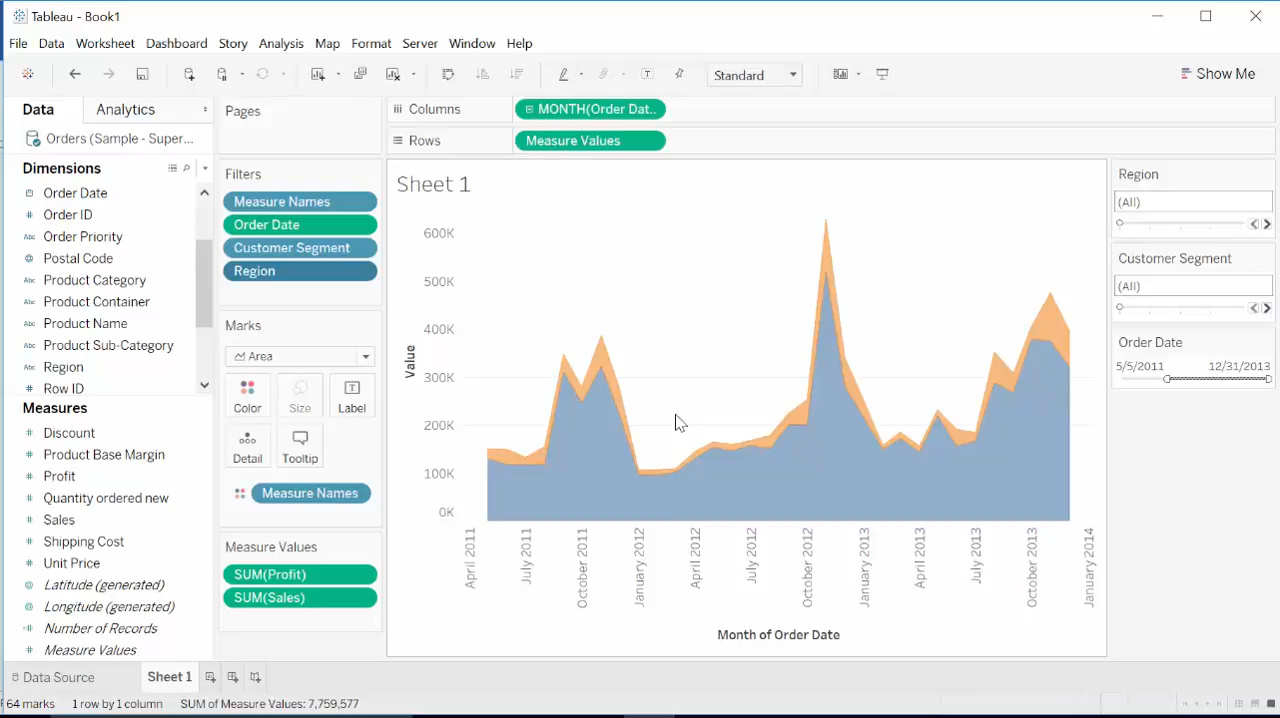 Tableau - Book1
File Data Worksheet Dashboard Story Analysis Map Format Server Window Help
Standard
Show Me
Data Analytics
Orders (Sample - Super...
Dimensions
Order Date
Order ID
Order Priority
Postal Code
Product Category
Product Container
Product Name
Product Sub-Category
Region
Row ID
Measures
Discount
Product Base Margin
Profit
Quantity ordered new
Sales
Shipping Cost
Unit Price
Latitude (generated)
Longitude (generated)
Number of Records
Measure Values
Pages
Filters
Measure Names
Order Date
Customer Segment
Region
Marks
Area
Color Size Label
Detail Tooltip
Measure Names
Measure Values
SUM(Profit)
SUM(Sales)
Columns MONTH(Order Dat..
Rows Measure Values
Sheet 1
Value
600K
500K
400K
300K
200K
100K
0K
April 2011
July 2011
October 2011
January 2012
April 2012
July 2012
October 2012
January 2013
April 2013
July 2013
October 2013
January 2014
Month of Order Date
Region
(All)
Customer Segment
(All)
Order Date
5/5/2011 12/31/2013
Data Source Sheet 1
64 marks 1 row by 1 column SUM of Measure Values: 7,759,577